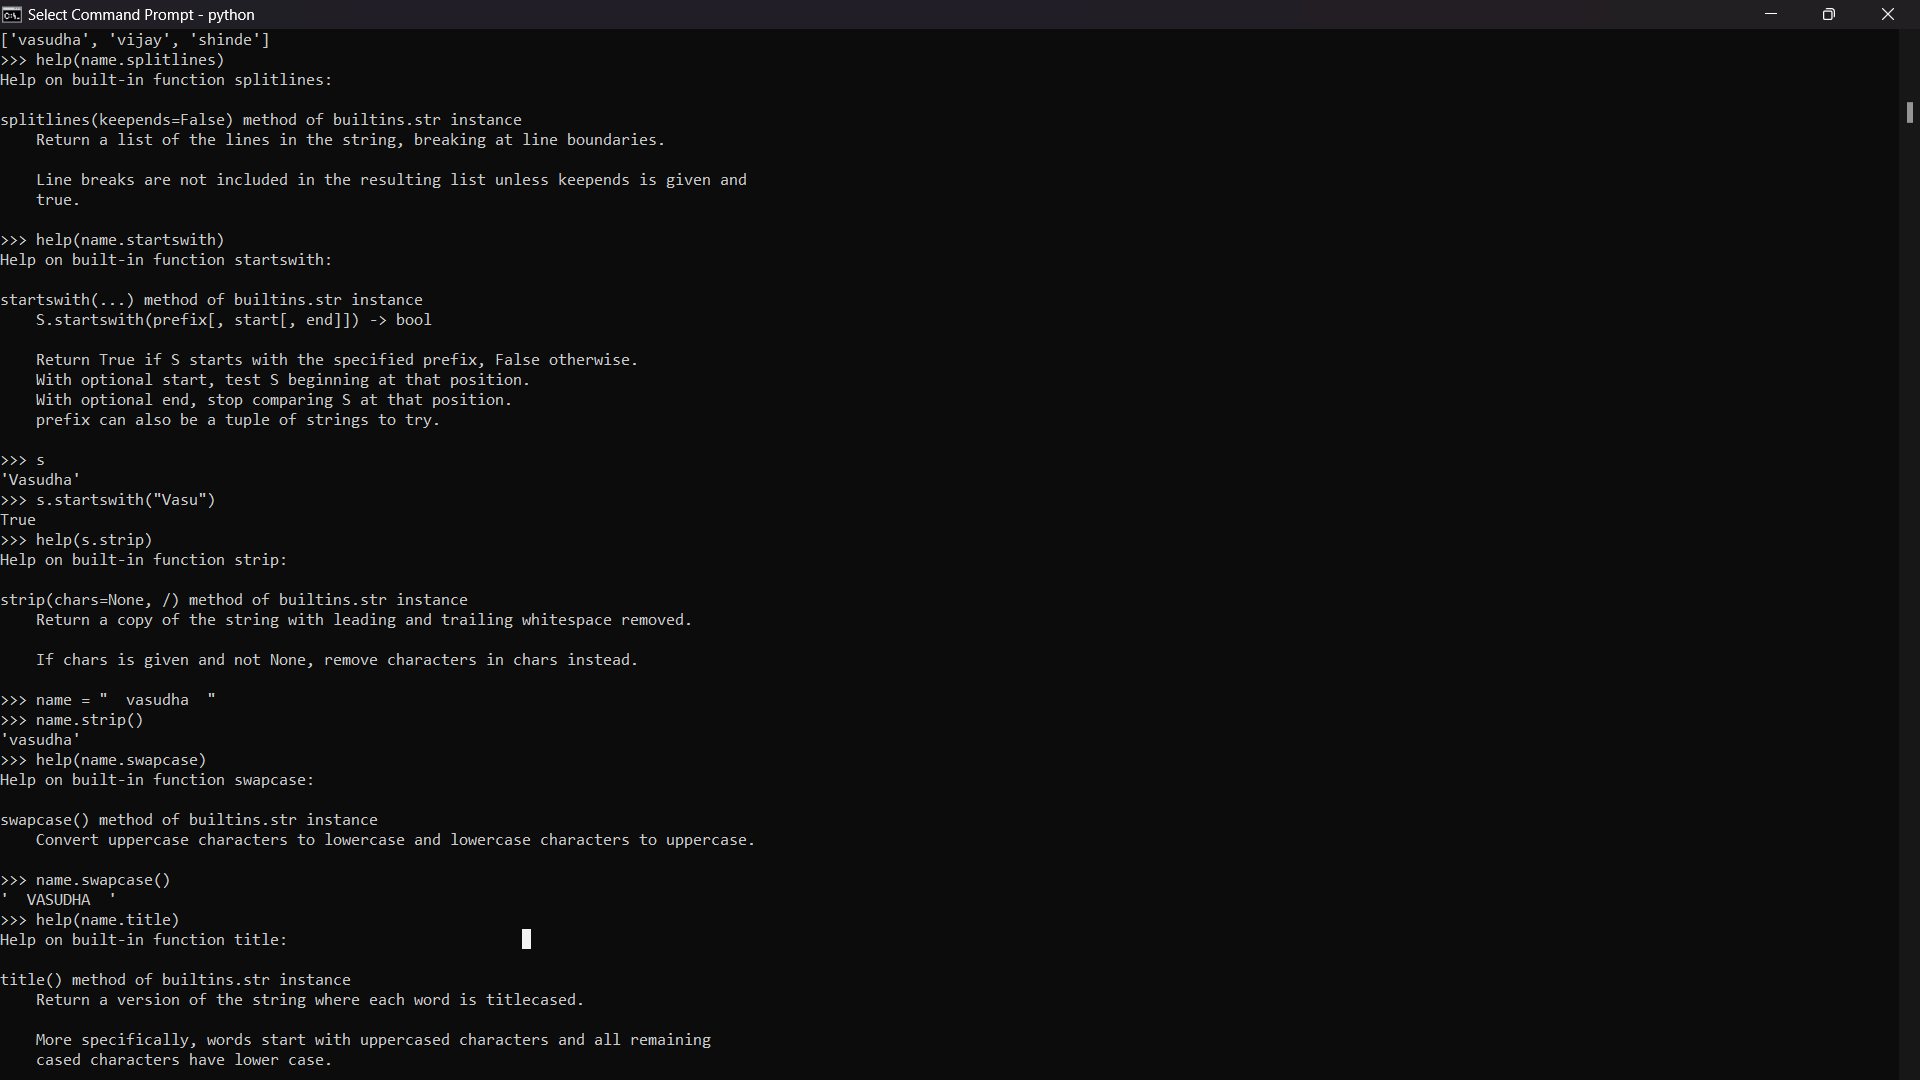 Select Command Prompt - python
['vasudha', 'vijay', 'shinde']
>>> help(name.splitlines)
Help on built-in function splitlines:

splitlines(keepends=False) method of builtins.str instance
    Return a list of the lines in the string, breaking at line boundaries.

    Line breaks are not included in the resulting list unless keepends is given and
    true.

>>> help(name.startswith)
Help on built-in function startswith:

startswith(...) method of builtins.str instance
    S.startswith(prefix[, start[, end]]) -> bool

    Return True if S starts with the specified prefix, False otherwise.
    With optional start, test S beginning at that position.
    With optional end, stop comparing S at that position.
    prefix can also be a tuple of strings to try.

>>> s
'Vasudha'
>>> s.startswith("Vasu")
True
>>> help(s.strip)
Help on built-in function strip:

strip(chars=None, /) method of builtins.str instance
    Return a copy of the string with leading and trailing whitespace removed.

    If chars is given and not None, remove characters in chars instead.

>>> name = "  vasudha  "
>>> name.strip()
'vasudha'
>>> help(name.swapcase)
Help on built-in function swapcase:

swapcase() method of builtins.str instance
    Convert uppercase characters to lowercase and lowercase characters to uppercase.

>>> name.swapcase()
'  VASUDHA  '
>>> help(name.title)
Help on built-in function title:

title() method of builtins.str instance
    Return a version of the string where each word is titlecased.

    More specifically, words start with uppercased characters and all remaining
    cased characters have lower case.